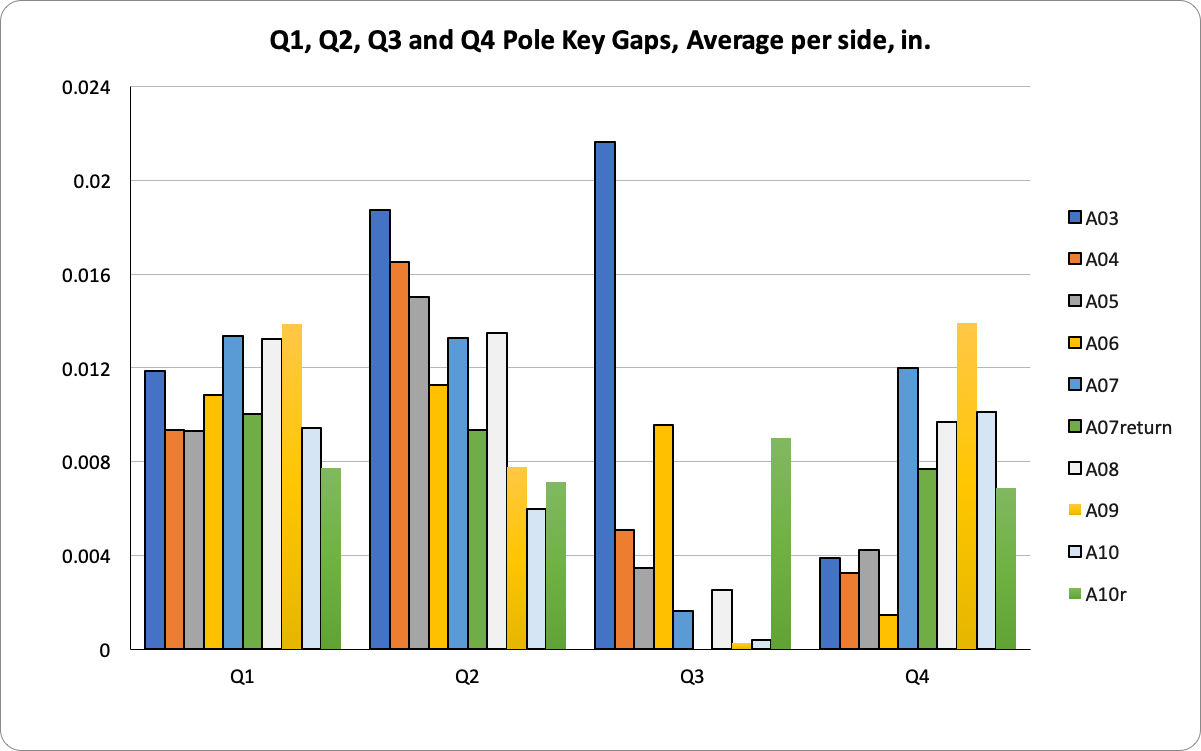 Q1, Q2, Q3 and Q4 Pole Key Gaps, Average per side, in.
0.024
0.02
0.016
0.012
0.008
0.004
0
Q1
Q2
Q3
Q4
A03
A04
A05
A06
A07
A07return
A08
A09
A10
A10r